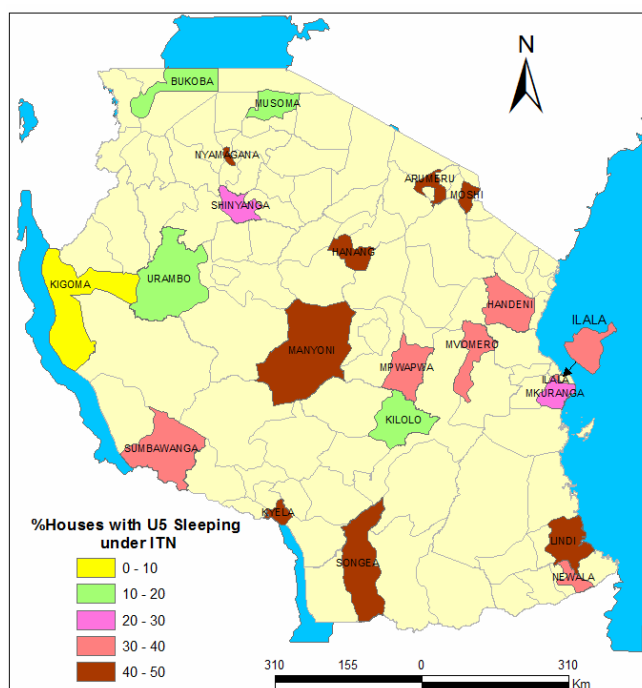 N
BUKOBA
MUSOMA
NYAMAGANA
ARUMERU
MOSHI
SHINYANGA
HANANG
KIGOMA
URAMBO
HANDENI
ILALA
MANYONI
MVOMERO
MPWAPWA
ILALA
MKURANGA
KILOLO
SUMBAWANGA
KYELA
LINDI
SONGEA
NEWALA
%Houses with U5 Sleeping
under ITN
0 - 10
10 - 20
20 - 30
30 - 40
40 - 50
310 155 0 310
Km